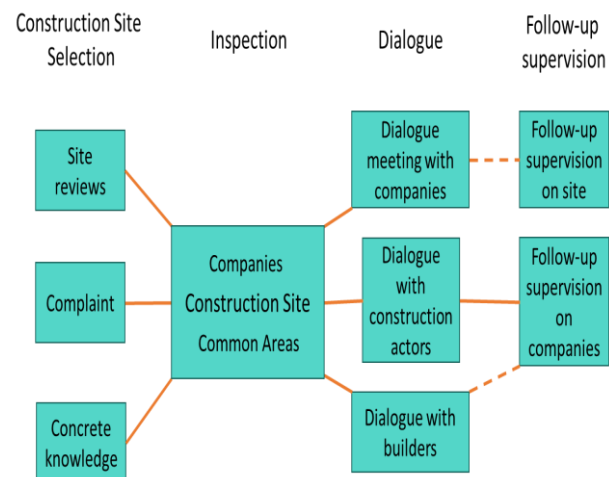 Construction Site
Selection
Inspection
Dialogue
Follow-up
supervision
Site
reviews
Complaint
Concrete
knowledge
Companies
Construction Site
Common Areas
Dialogue
meeting with
companies
Dialogue
with
construction
actors
Dialogue with
builders
Follow-up
supervision
on site
Follow-up
supervision
on
companies